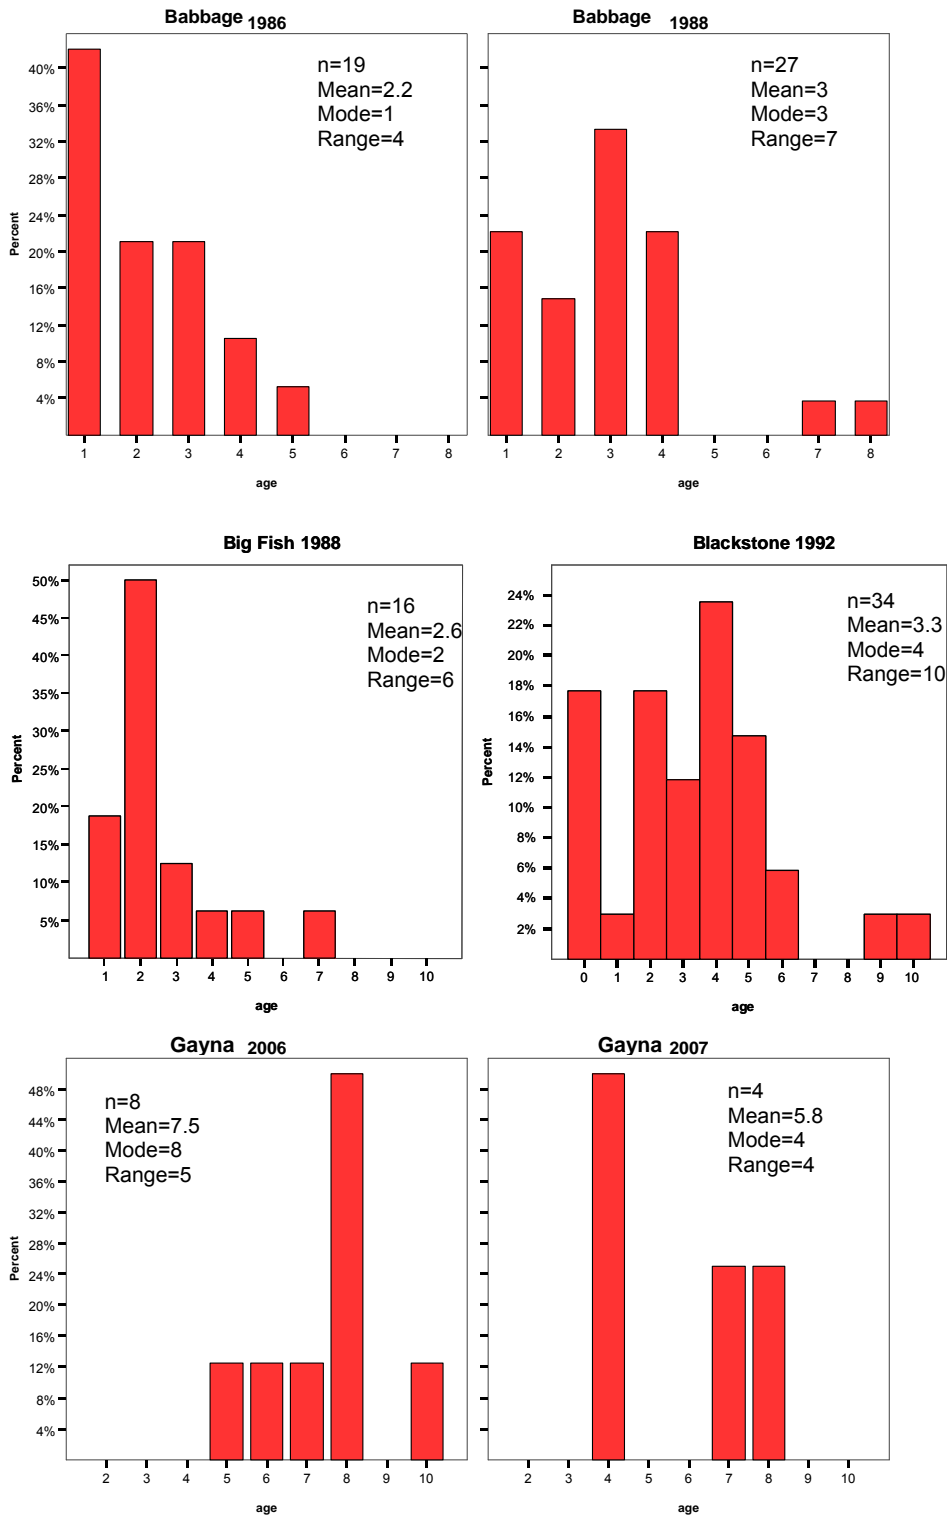 Babbage 1986
n=19
Mean=2.2
Mode=1
Range=4
40%
36%
32%
28%
24%
20%
16%
12%
8%
4%
Percent
1 2 3 4 5 6 7 8
age
Babbage 1988
n=27
Mean=3
Mode=3
Range=7
1 2 3 4 5 6 7 8
age
Big Fish 1988
n=16
Mean=2.6
Mode=2
Range=6
50%
45%
40%
35%
30%
25%
20%
15%
10%
5%
Percent
1 2 3 4 5 6 7 8 9 10
age
Blackstone 1992
n=34
Mean=3.3
Mode=4
Range=10
24%
22%
20%
18%
16%
14%
12%
10%
8%
6%
4%
2%
Percent
0 1 2 3 4 5 6 7 8 9 10
age
Gayna 2006
n=8
Mean=7.5
Mode=8
Range=5
48%
44%
40%
36%
32%
28%
24%
20%
16%
12%
8%
4%
Percent
2 3 4 5 6 7 8 9 10
age
Gayna 2007
n=4
Mean=5.8
Mode=4
Range=4
2 3 4 5 6 7 8 9 10
age